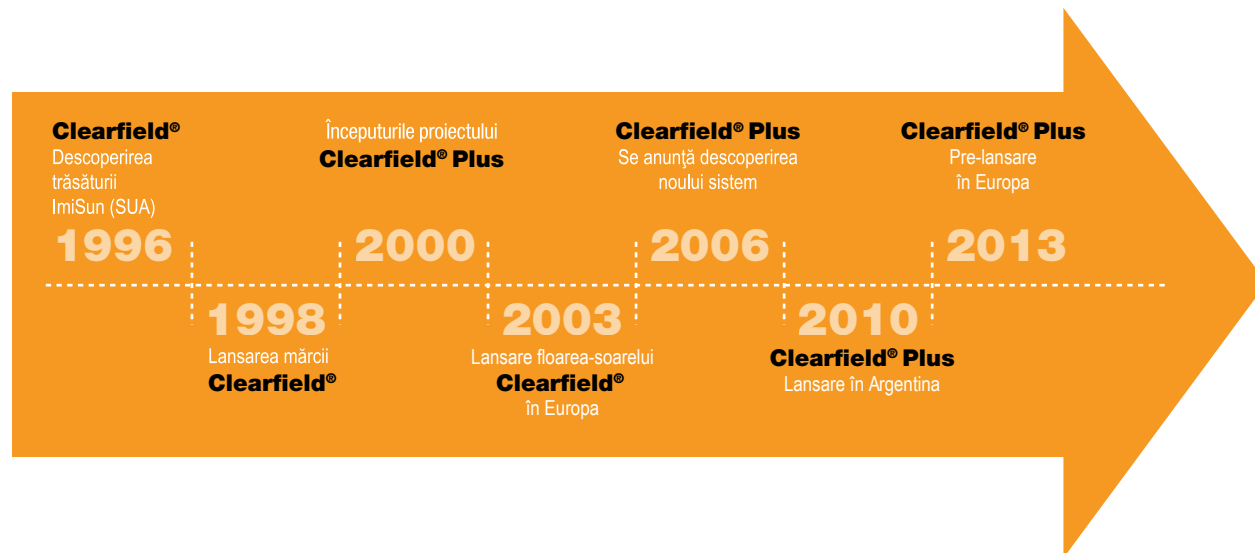 Clearfield®
Descoperirea
trăsăturii
ImiSun (SUA)
1996
1998
Lansarea mărcii
Clearfield®
Începuturile proiectului
Clearfield® Plus
2000
2003
Lansare floarea-soarelui
Clearfield®
în Europa
Clearfield® Plus
Se anunţă descoperirea
noului sistem
2006
2010
Clearfield® Plus
Lansare în Argentina
Clearfield® Plus
Pre-lansare
în Europa
2013